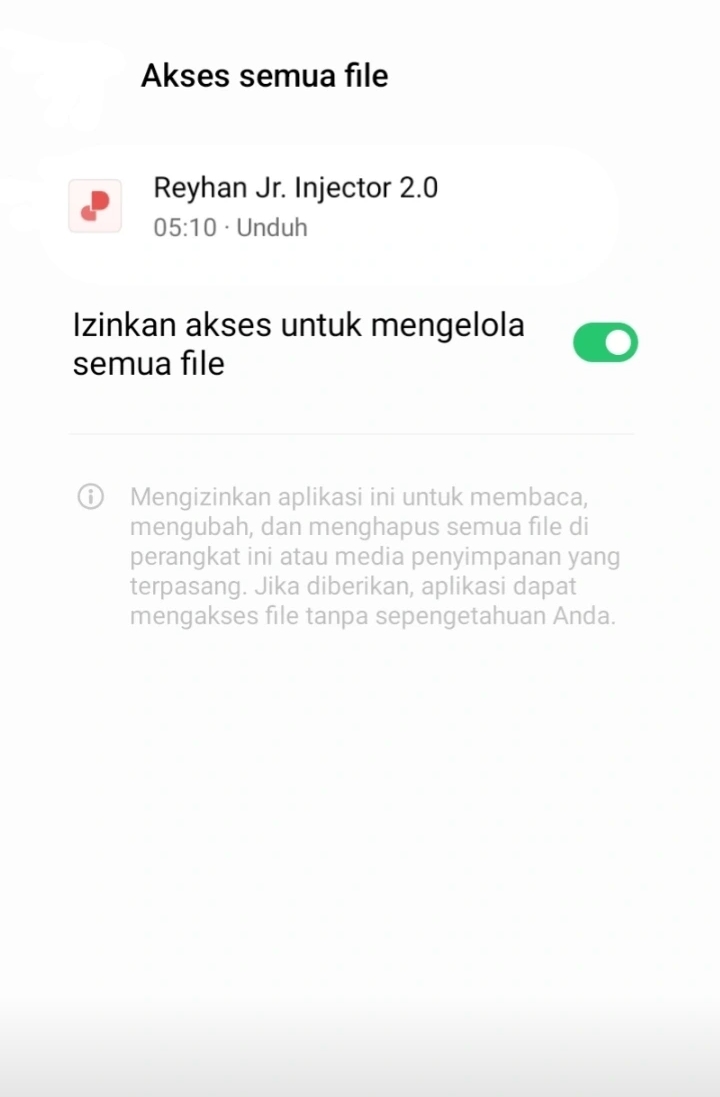 Akses semua file
Reyhan Jr. Injector 2.0
05:10 · Unduh
Izinkan akses untuk mengelola
semua file
Mengizinkan aplikasi ini untuk membaca,
mengubah, dan menghapus semua file di
perangkat ini atau media penyimpanan yang
terpasang. Jika diberikan, aplikasi dapat
mengakses file tanpa sepengetahuan Anda.